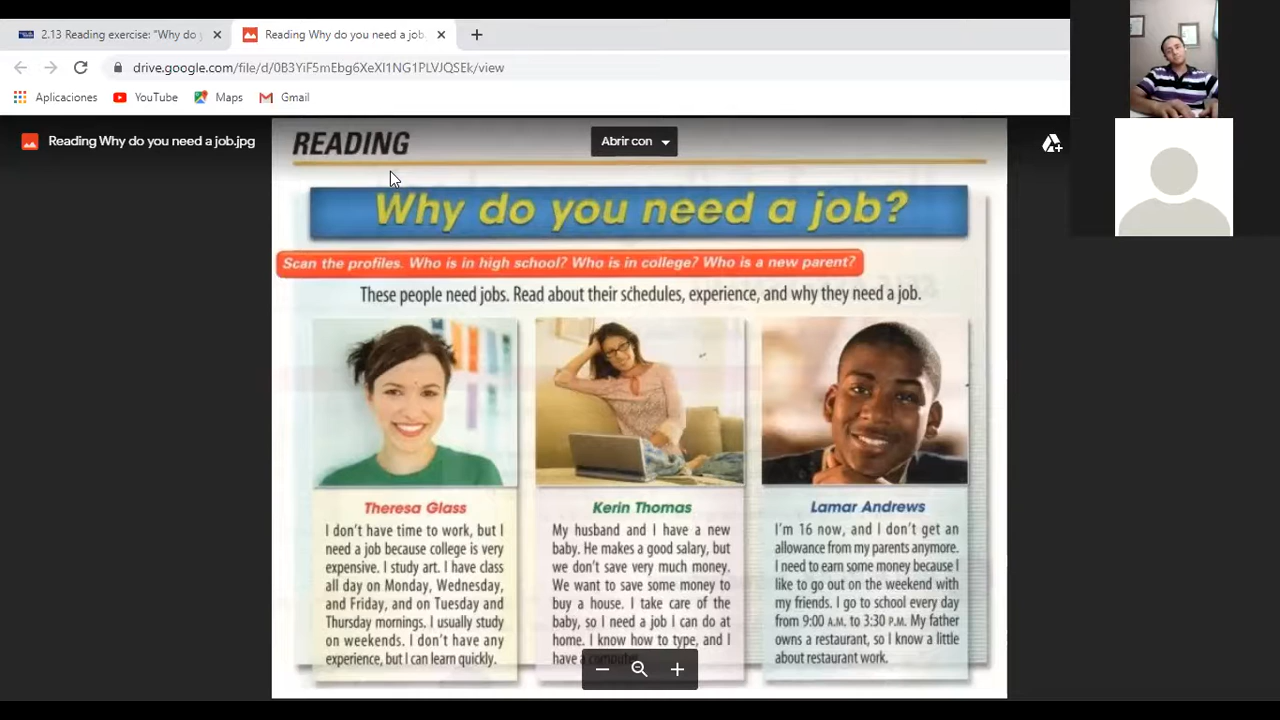 2.13 Reading exercise: "Why do y
Reading Why do you need a job.
drive.google.com/file/d/0B3YiF5mEbg6XeXl1NG1PLVJQSEk/view
Aplicaciones
YouTube
Maps
Gmail
Reading Why do you need a job.jpg
READING
Abrir con
Why do you need a job?
Scan the profiles. Who is in high school? Who is in college? Who is a new parent?
These people need jobs. Read about their schedules, experience, and why they need a job.
Theresa Glass
I don't have time to work, but I
need a job because college is very
expensive. I study art. I have class
all day on Monday, Wednesday,
and Friday, and on Tuesday and
Thursday mornings. I usually study
on weekends. I don't have any
experience, but I can learn quickly.
Kerin Thomas
My husband and I have a new
baby. He makes a good salary, but
we don't save very much money.
We want to save some money to
buy a house. I take care of the
baby, so I need a job I can do at
home. I know how to type, and I
have a computer.
Lamar Andrews
I'm 16 now, and I don't get an
allowance from my parents anymore.
I need to earn some money because I
like to go out on the weekend with
my friends. I go to school every day
from 9:00 A.M. to 3:30 P.M. My father
owns a restaurant, so I know a little
about restaurant work.